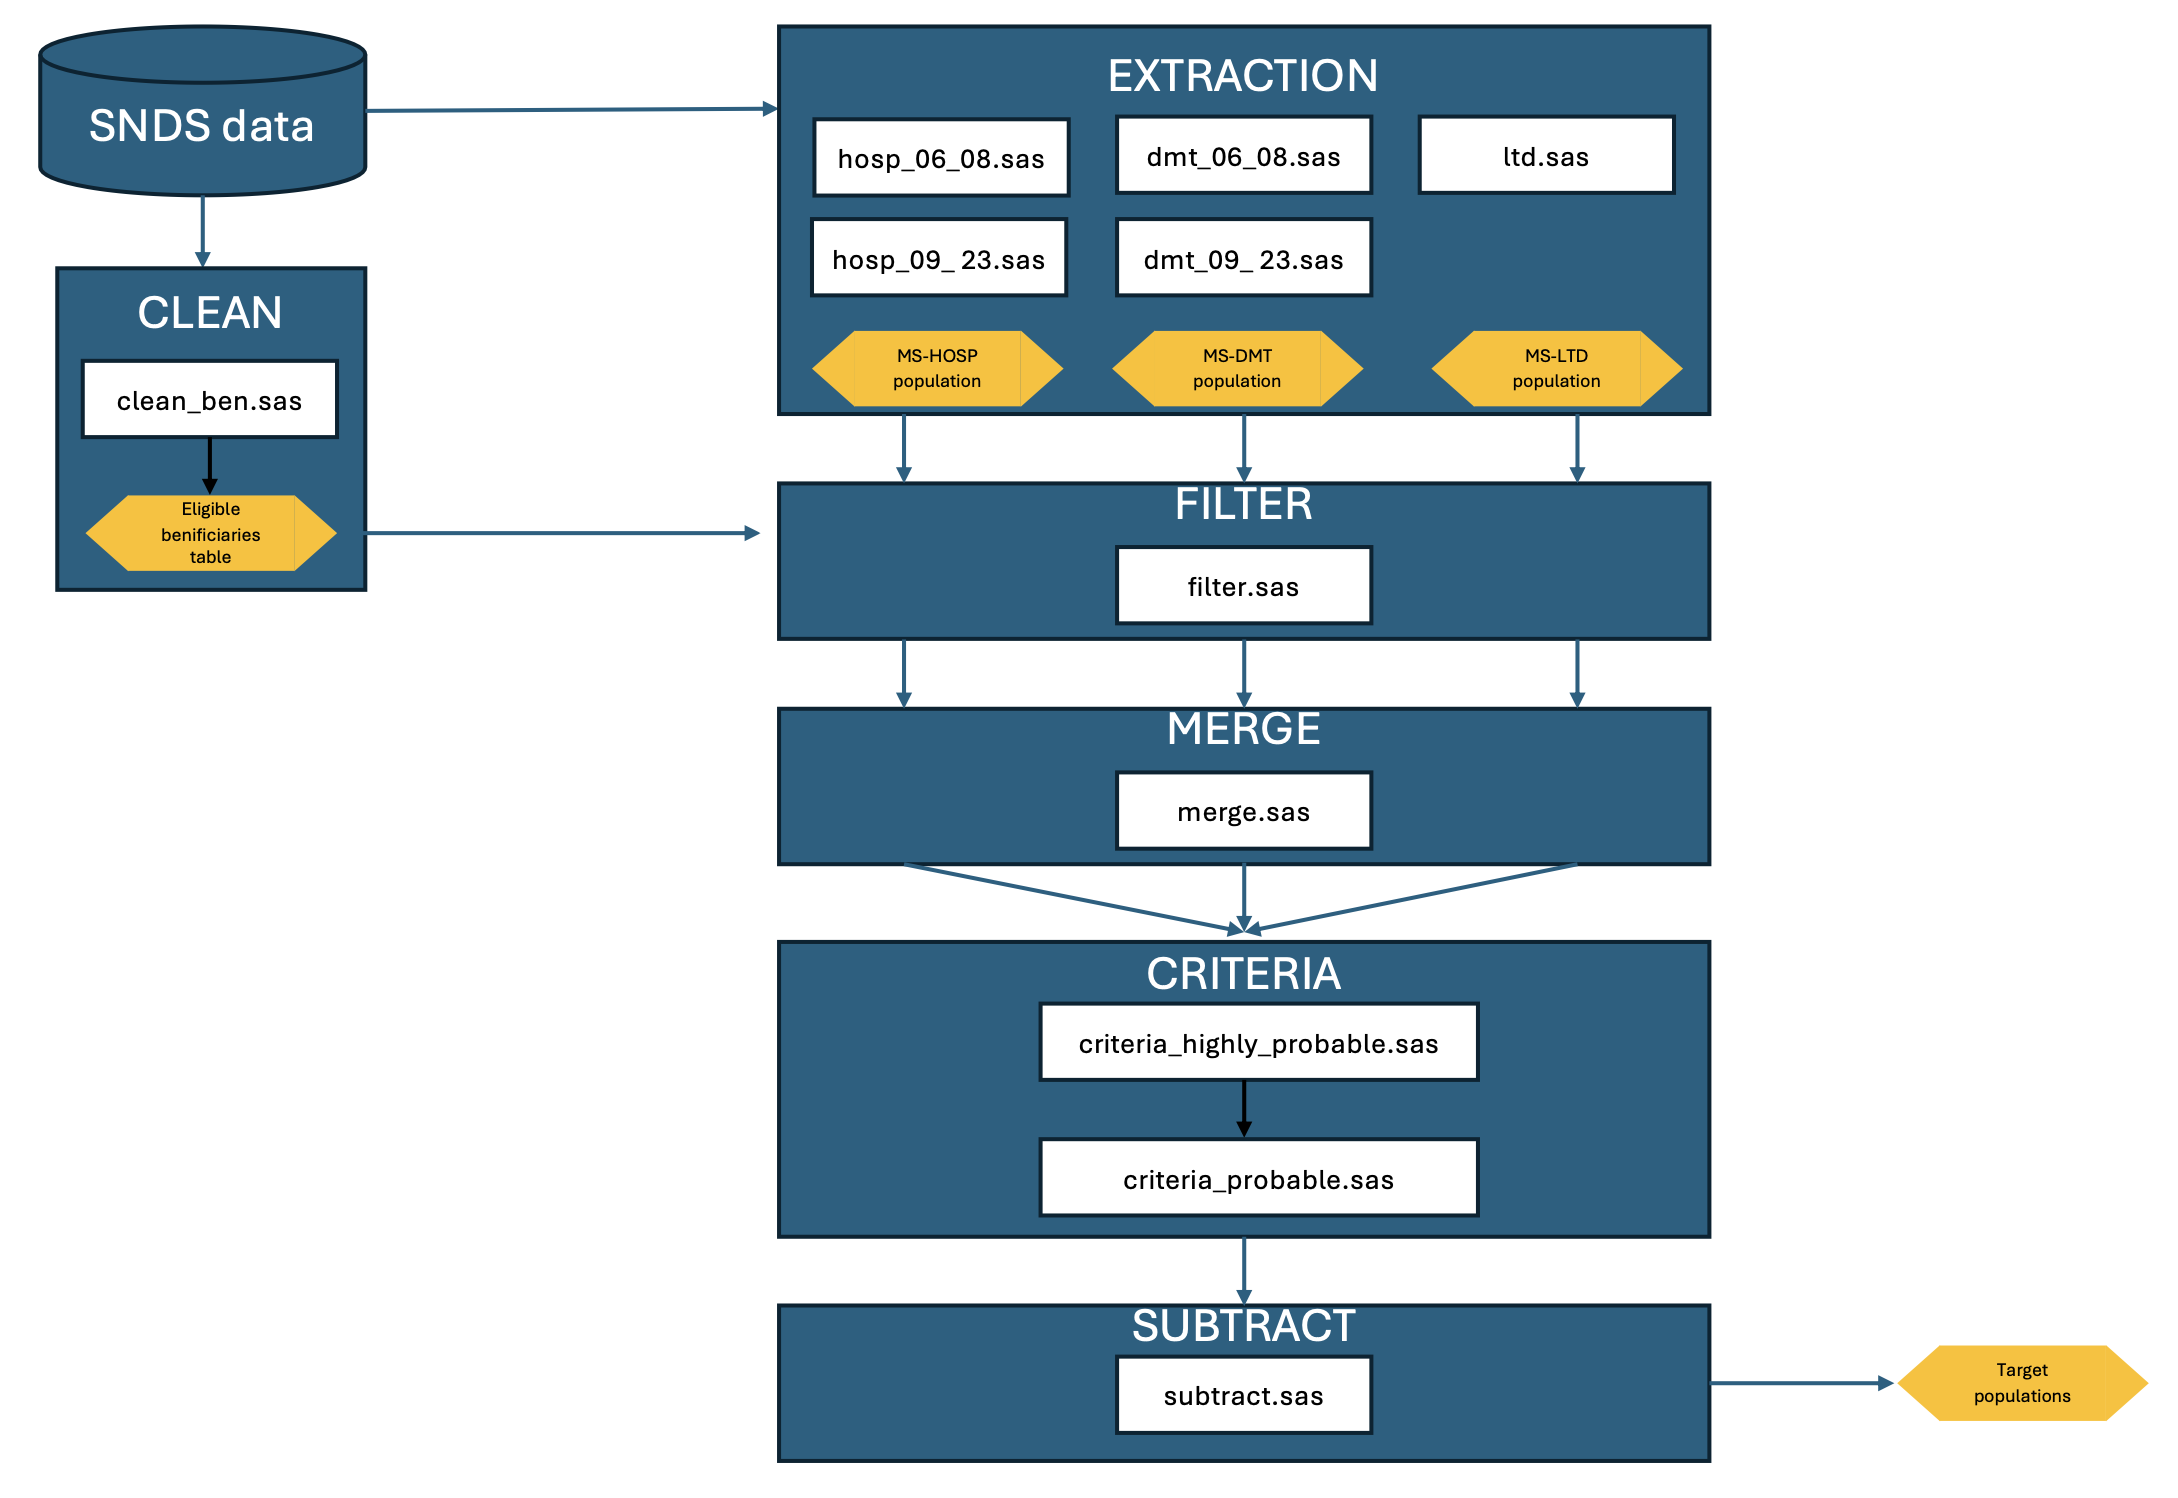 SNDS data
CLEAN
clean_ben.sas
Eligible
benificiaries
table
EXTRACTION
hosp_06_08.sas
dmt_06_08.sas
ltd.sas
hosp_09_ 23.sas
dmt_09_ 23.sas
MS-HOSP
population
MS-DMT
population
MS-LTD
population
FILTER
filter.sas
MERGE
merge.sas
CRITERIA
criteria_highly_probable.sas
criteria_probable.sas
SUBTRACT
subtract.sas
Target
populations